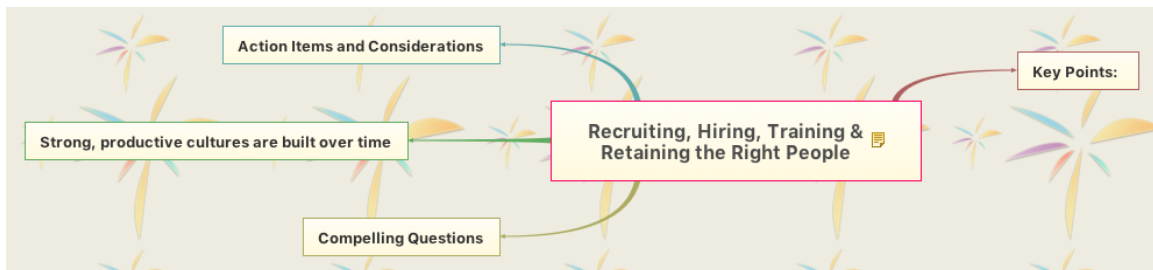 Action Items and Considerations
Key Points:
Strong, productive cultures are built over time
Recruiting, Hiring, Training &
Retaining the Right People
Compelling Questions